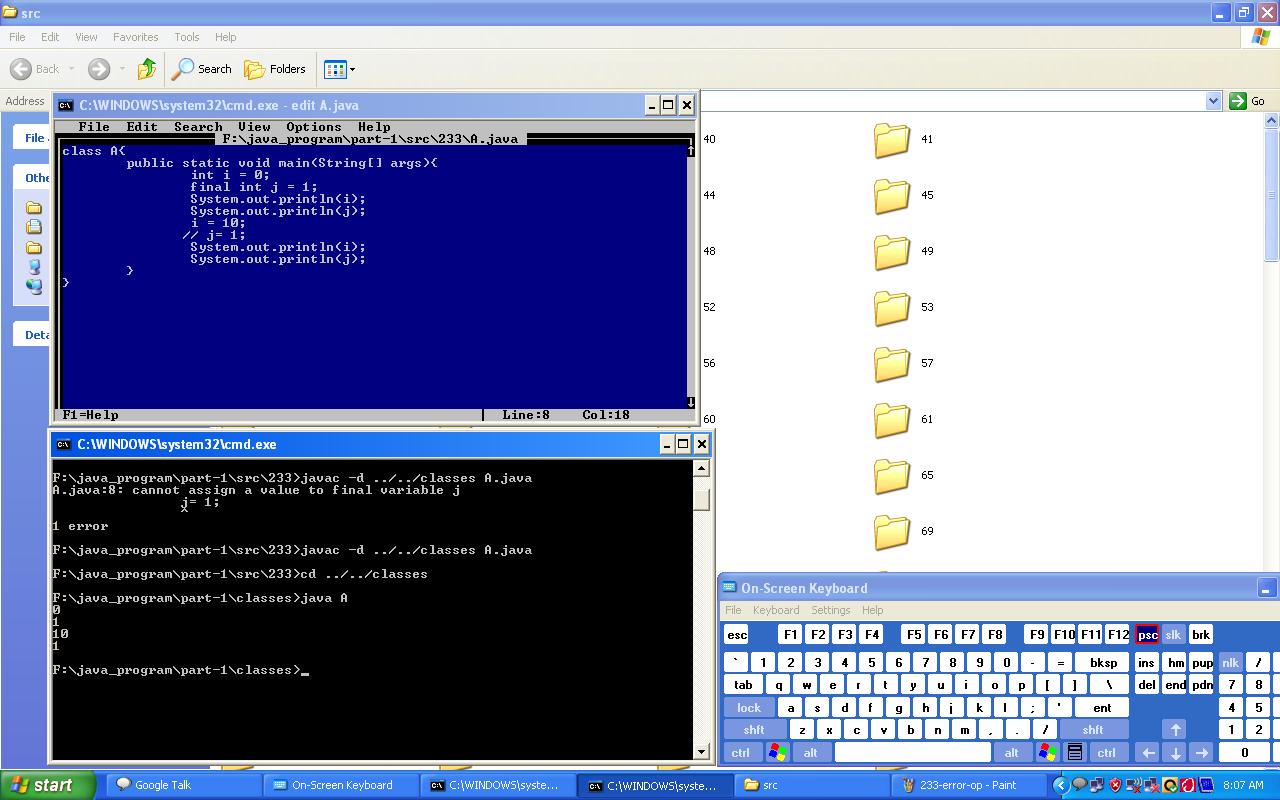 src
File Edit View Favorites Tools Help
Back Search Folders
Address Go
C:\WINDOWS\system32\cmd.exe - edit A.java
File Edit Search View Options Help
F:\java_program\part-1\src\233\A.java
class A{
public static void main(String[] args){
int i = 0;
final int j = 1;
System.out.println(i);
System.out.println(j);
i = 10;
// j= 1;
System.out.println(i);
System.out.println(j);
}
}
F1=Help Line:8 Col:18
File
Othe
Deta
40 41
44 45
48 49
52 53
56 57
60 61
65
69
C:\WINDOWS\system32\cmd.exe
F:\java_program\part-1\src\233>javac -d ../../classes A.java
A.java:8: cannot assign a value to final variable j
j= 1;
^
1 error
F:\java_program\part-1\src\233>javac -d ../../classes A.java
F:\java_program\part-1\src\233>cd ../../classes
F:\java_program\part-1\classes>java A
0
1
10
1
F:\java_program\part-1\classes>_
On-Screen Keyboard
File Keyboard Settings Help
esc F1 F2 F3 F4 F5 F6 F7 F8 F9 F10 F11 F12 psc slk brk
` 1 2 3 4 5 6 7 8 9 0 - = bksp ins hm pup nlk /
tab q w e r t y u i o p [ ] \ del end pdn 7 8
lock a s d f g h j k l ; ' ent 4 5
shft z x c v b n m , . / shft ↑ 1 2
ctrl alt alt ctrl ← ↓ → 0
start Google Talk On-Screen Keyboard C:\WINDOWS\syste... C:\WINDOWS\syste... src 233-error-op - Paint 8:07 AM